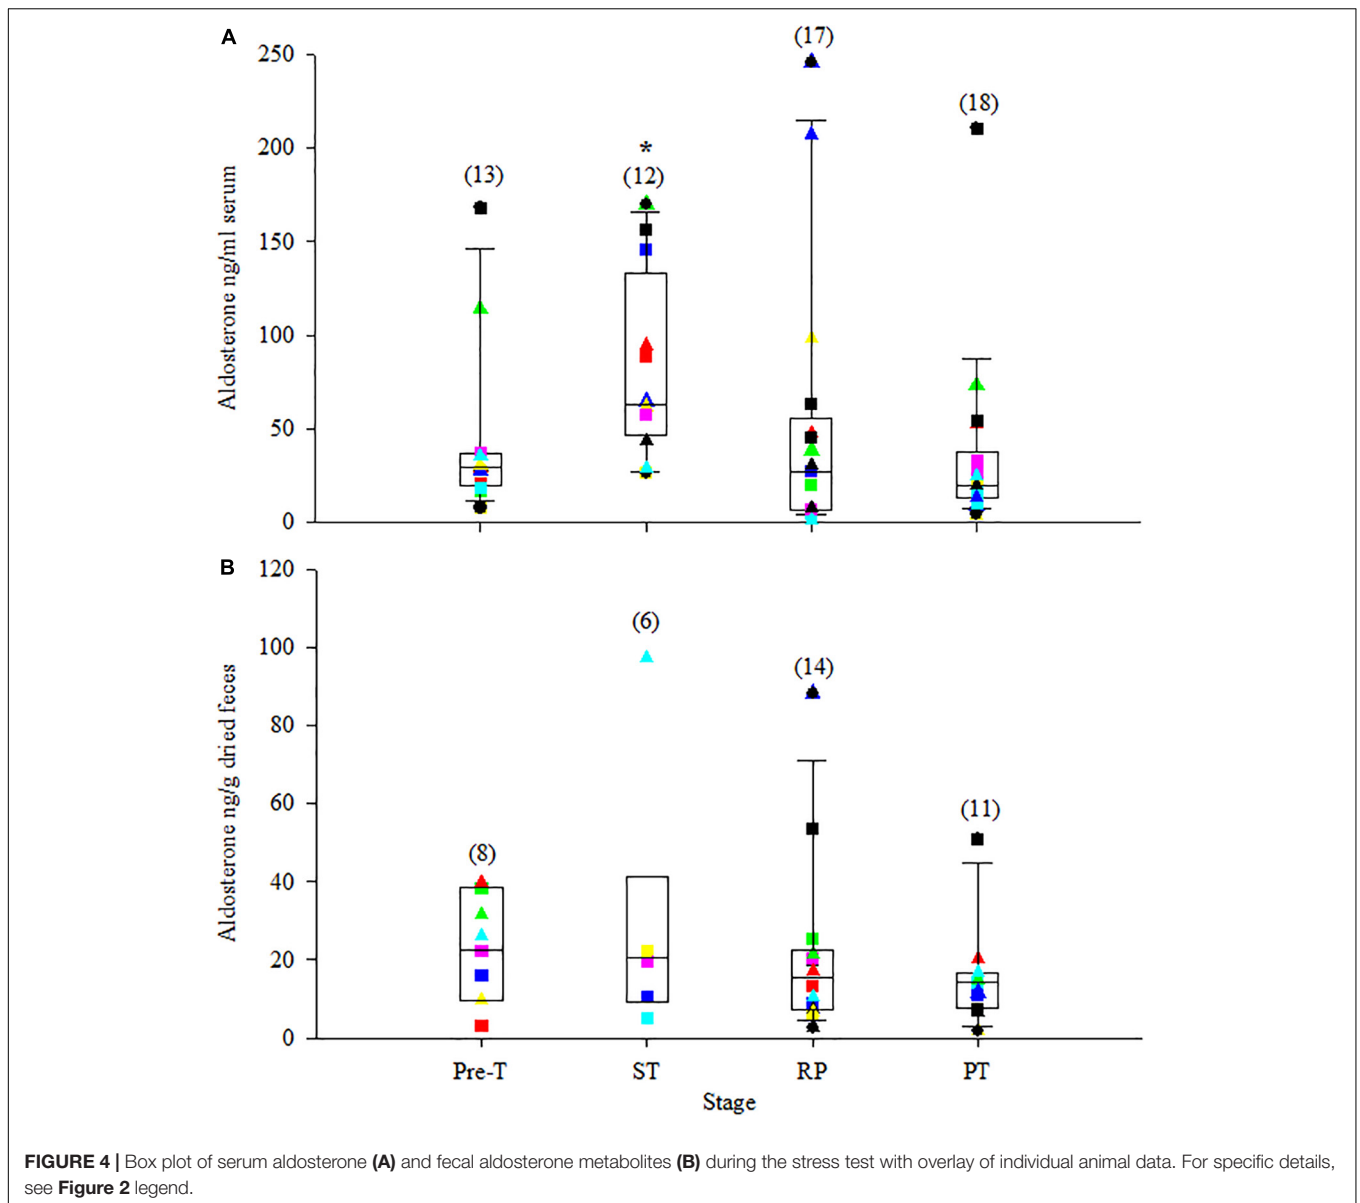 A
250
200
150
100
50
0
Aldosterone ng/ml serum
(13)
*
(12)
(17)
(18)
B
120
100
80
60
40
20
0
Aldosterone ng/g dried feces
(8)
(6)
(14)
(11)
Pre-T ST RP PT
Stage
FIGURE 4 | Box plot of serum aldosterone (A) and fecal aldosterone metabolites (B) during the stress test with overlay of individual animal data. For specific details,
see Figure 2 legend.